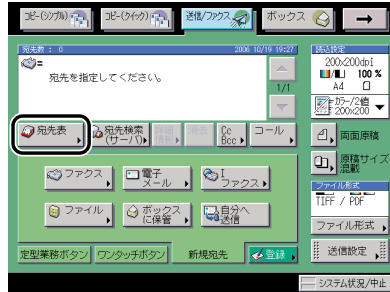 コピー(シンプル)
コピー(クイック)
送信/ファクス
ボックス
宛先数 : 0
2006 10/19 19:27
宛先を指定してください。
1/1
宛先表
宛先検索
(サーバ)
詳細
情報
消去
Cc
Bcc
コール
ファクス
電子
メール
I
ファクス
ファイル
ボックス
に保管
自分へ
送信
定型業務ボタン
ワンタッチボタン
新規宛先
登録
読込設定
200x200dpi
100 %
A4
カラー/2値
200x200
両面原稿
原稿サイズ
混載
ファイル形式
TIFF / PDF
ファイル形式
送信設定
システム状況/中止